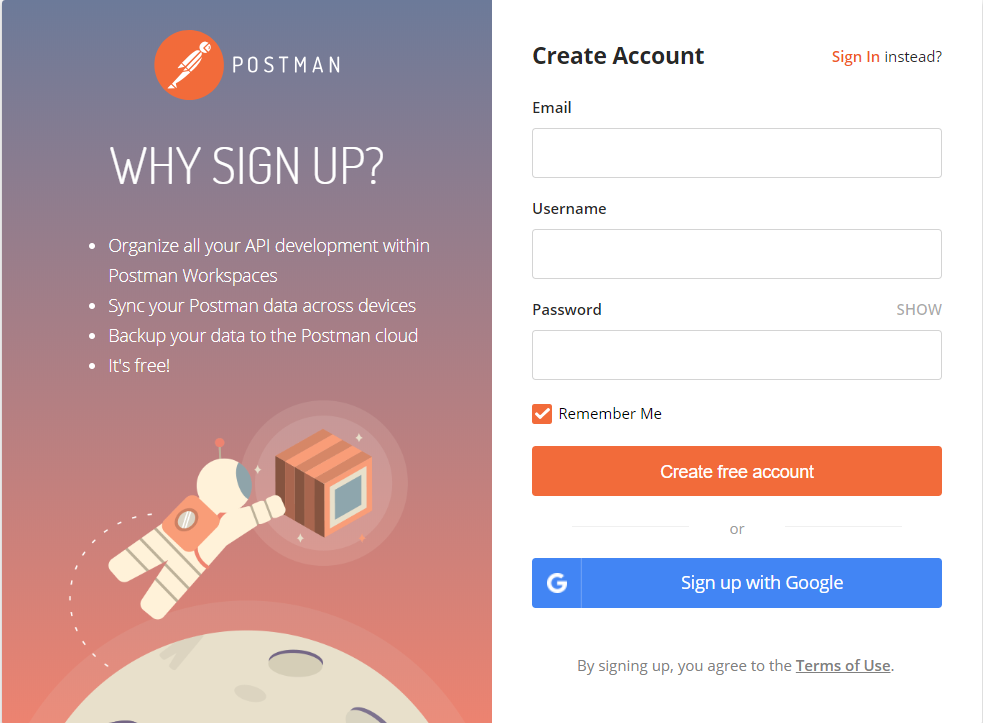 POSTMAN
WHY SIGN UP?
• Organize all your API development within
Postman Workspaces
• Sync your Postman data across devices
• Backup your data to the Postman cloud
• It's free!
Create Account
Sign In instead?
Email
Username
Password
SHOW
Remember Me
Create free account
or
G
Sign up with Google
By signing up, you agree to the Terms of Use.